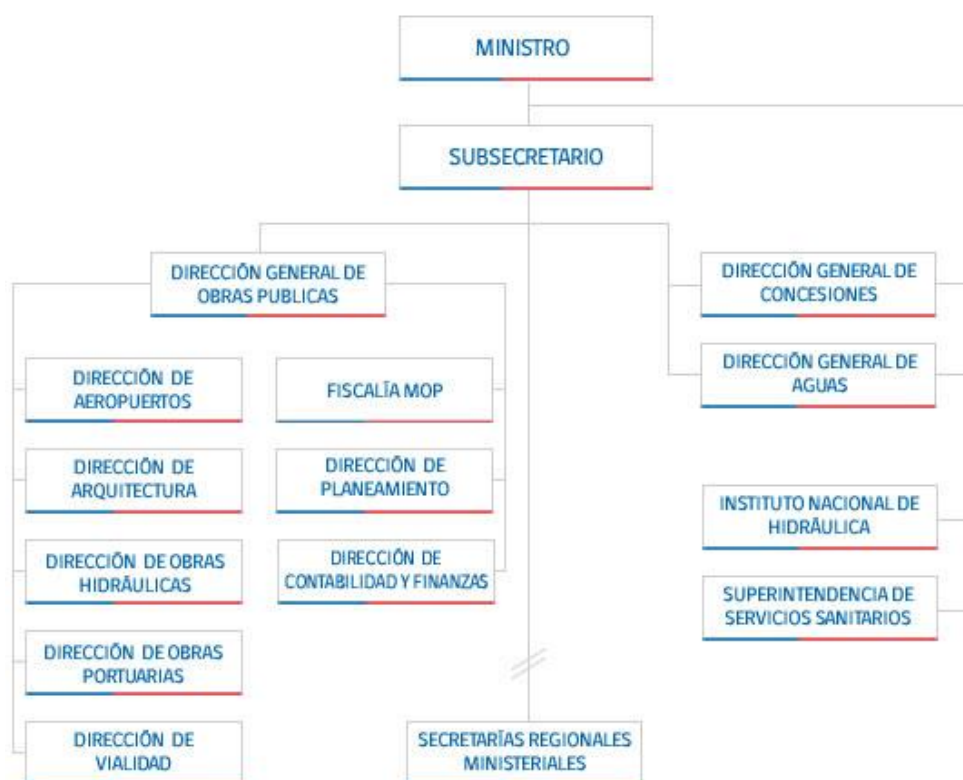 MINISTRO
SUBSECRETARIO
DIRECCIÓN GENERAL DE
OBRAS PUBLICAS
DIRECCIÓN GENERAL DE
CONCESIONES
DIRECCIÓN GENERAL DE
AGUAS
DIRECCIÓN DE
AEROPUERTOS
FISCALÍA MOP
DIRECCIÓN DE
ARQUITECTURA
DIRECCIÓN DE
PLANEAMIENTO
DIRECCIÓN DE OBRAS
HIDRÁULICAS
DIRECCIÓN DE
CONTABILIDAD Y FINANZAS
INSTITUTO NACIONAL DE
HIDRÁULICA
SUPERINTENDENCIA DE
SERVICIOS SANITARIOS
DIRECCIÓN DE OBRAS
PORTUARIAS
DIRECCIÓN DE
VIALIDAD
SECRETARÍAS REGIONALES
MINISTERIALES